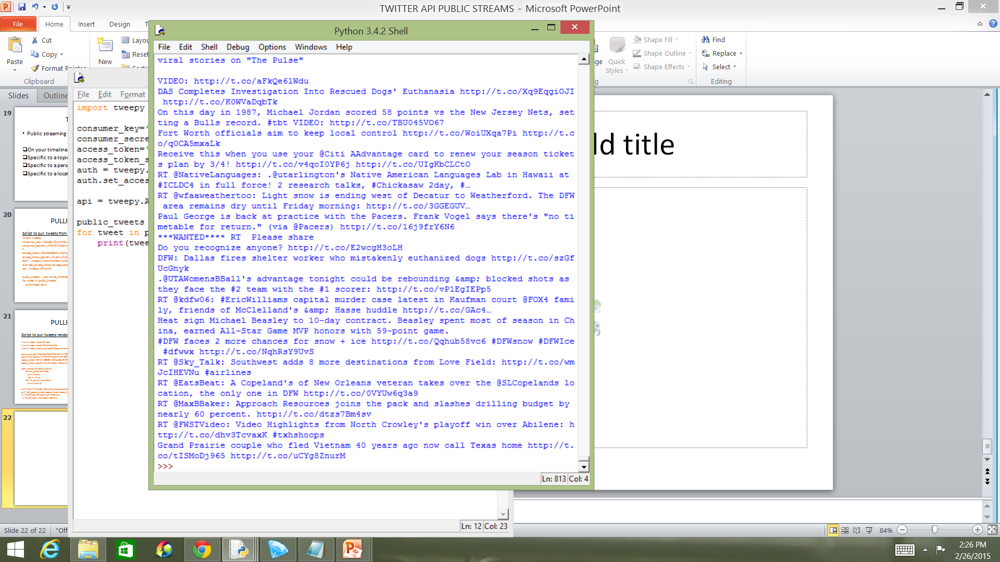 TWITTER API PUBLIC STREAMS - Microsoft PowerPoint
File
Home
Insert
Design
Cut
Copy
Format Painter
Paste
Clipboard
New
Layou
Reset
Quick
Styles
Shape Fill
Shape Outline
Shape Effects
Find
Replace
Select
Editing
Slides
Outline
19
• Public streaming
On your timeline
Specific to a topi
Specific to a pers
Specific to a locat
20
PULLI
Script to pull tweets from
21
PULLI
Script to pull tweets rando
22
File Edit Format
import tweepy
consumer_key='
consumer_secre
access_token='
access_token_s
auth = tweepy.
auth.set_acces
api = tweepy.A
public_tweets
for tweet in p
print(twee
Ln: 12 Col: 23
Python 3.4.2 Shell
File Edit Shell Debug Options Windows Help
viral stories on "The Pulse"
VIDEO: http://t.co/aFkQe6lWdu
DAS Completes Investigation Into Rescued Dogs' Euthanasia http://t.co/Xq9EqgiOJI
http://t.co/K0WVaDqbTk
On this day in 1987, Michael Jordan scored 58 points vs the New Jersey Nets, set
ting a Bulls record. #tbt VIDEO: http://t.co/TBU045VO67
Fort Worth officials aim to keep local control http://t.co/WoiUXqa7Pi http://t.c
o/q0CA5mxaLk
Receive this when you use your @Citi AAdvantage card to renew your season ticket
s plan by 3/4! http://t.co/v4qoI0YP6j http://t.co/UIgKbCLCtO
RT @NativeLanguages: .@utarlington's Native American Languages Lab in Hawaii at
#ICLDC4 in full force! 2 research talks, #Chickasaw 2day, #…
RT @wfaaweathertoo: Light snow is ending west of Decatur to Weatherford. The DFW
area remains dry until Friday morning: http://t.co/3GGEGUV…
Paul George is back at practice with the Pacers. Frank Vogel says there's "no ti
metable for return." (via @Pacers) http://t.co/16j9frY6N6
***WANTED**** RT  Please share
Do you recognize anyone? http://t.co/E2wcgH3oLH
DFW: Dallas fires shelter worker who mistakenly euthanized dogs http://t.co/szGf
UcGnyk
.@UTAWomensBBall's advantage tonight could be rebounding &amp; blocked shots as
they face the #2 team with the #1 scorer: http://t.co/vP1EgIEPp5
RT @kdfw06: #EricWilliams capital murder case latest in Kaufman court @FOX4 fami
ly, friends of McClelland's &amp; Hasse huddle http://t.co/GAc4…
Heat sign Michael Beasley to 10-day contract. Beasley spent most of season in Ch
ina, earned All-Star Game MVP honors with 59-point game.
#DFW faces 2 more chances for snow + ice http://t.co/Qqhub58vc6 #DFWsnow #DFWIce
#dfwwx http://t.co/NqhRsY9UvS
RT @Sky_Talk: Southwest adds 8 more destinations from Love Field: http://t.co/wm
JcIHEVNu #airlines
RT @EatsBeat: A Copeland's of New Orleans veteran takes over the @SLCopelands lo
cation, the only one in DFW http://t.co/0VYUw6q3a9
RT @MaxBBaker: Approach Resources joins the pack and slashes drilling budget by
nearly 60 percent. http://t.co/dtzs7Bm4sv
RT @FWSTVideo: Video Highlights from North Crowley's playoff win over Abilene: h
ttp://t.co/dhv3TcvaxK #txhshoops
Grand Prairie couple who fled Vietnam 40 years ago now call Texas home http://t.
co/tISMoDj965 http://t.co/uCYg8ZnurM
>>>
Ln: 813 Col: 4
ld title
Slide 22 of 22
"Off
84%
2:26 PM
2/26/2015